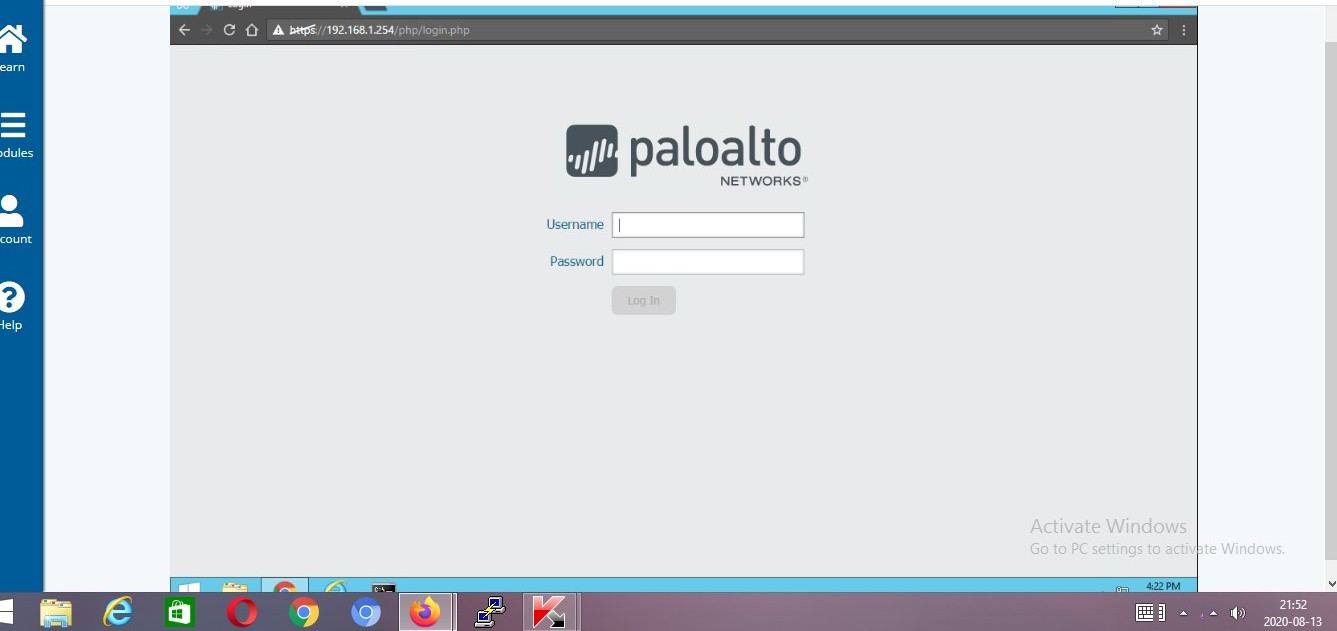 https://192.168.1.254/php/login.php
earn
odules
count
Help
paloalto
NETWORKS®
Username
Password
Log In
Activate Windows
Go to PC settings to activate Windows.
4:22 PM
21:52
2020-08-13